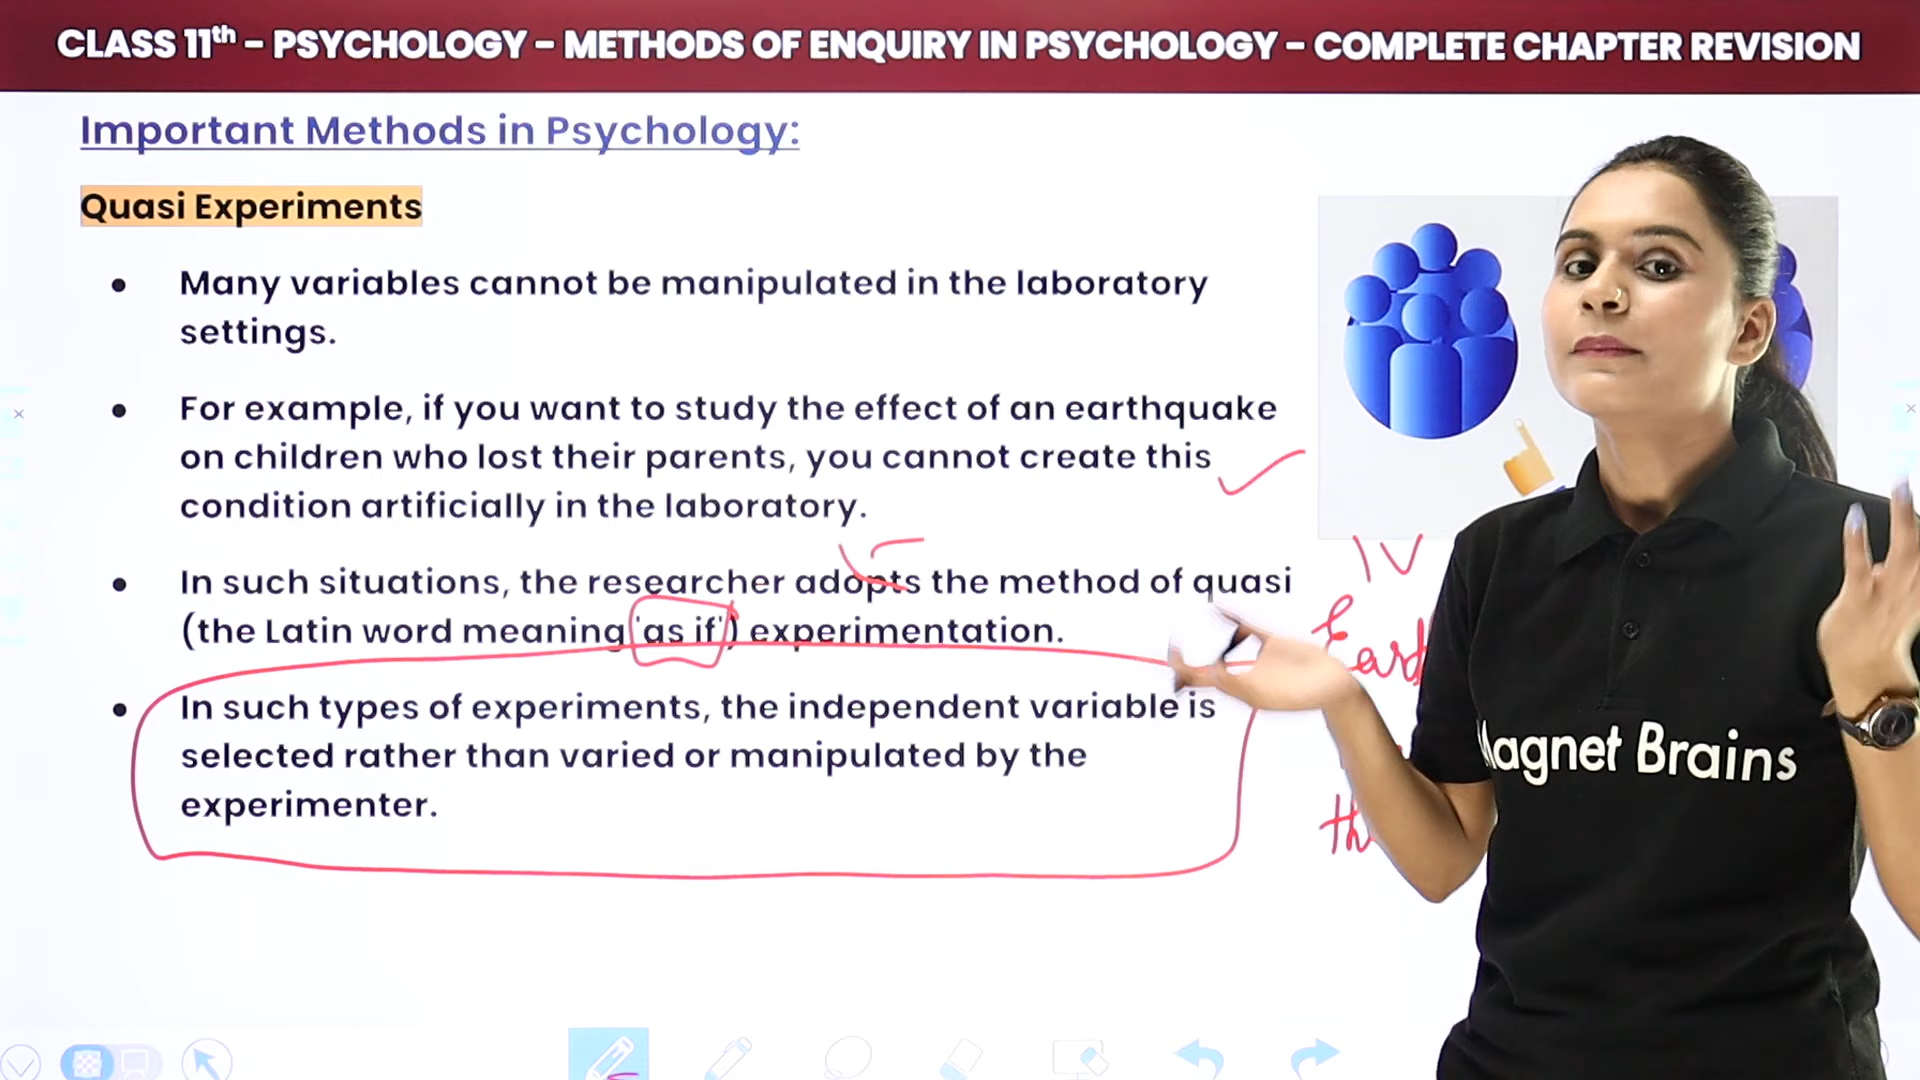 CLASS 11th – PSYCHOLOGY – METHODS OF ENQUIRY IN PSYCHOLOGY – COMPLETE CHAPTER REVISION
Important Methods in Psychology:
Quasi Experiments
• Many variables cannot be manipulated in the laboratory
settings.
• For example, if you want to study the effect of an earthquake
on children who lost their parents, you cannot create this
condition artificially in the laboratory.
• In such situations, the researcher adopts the method of quasi
(the Latin word meaning 'as if') experimentation.
• In such types of experiments, the independent variable is
selected rather than varied or manipulated by the
experimenter.
IV
Magnet Brains